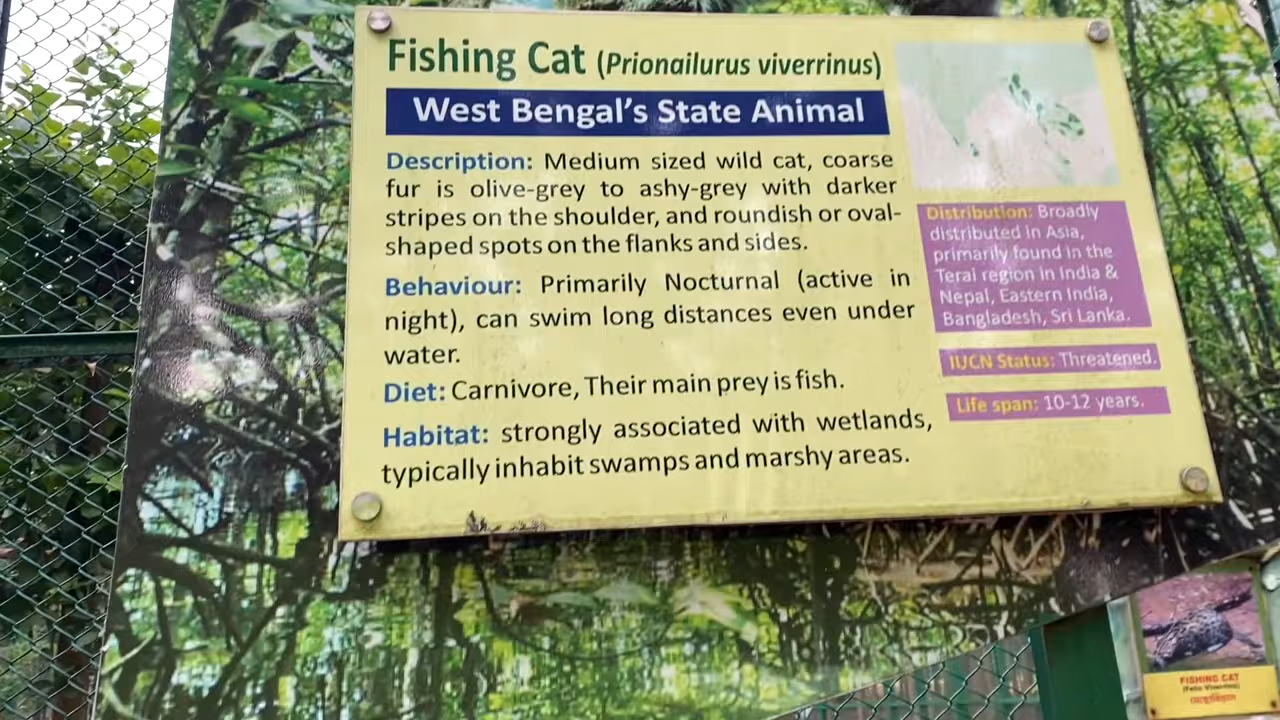 Fishing Cat (Prionailurus viverrinus)
West Bengal's State Animal
Description: Medium sized wild cat, coarse
fur is olive-grey to ashy-grey with darker
stripes on the shoulder, and roundish or oval-
shaped spots on the flanks and sides.
Behaviour: Primarily Nocturnal (active in
night), can swim long distances even under
water.
Diet: Carnivore, Their main prey is fish.
Habitat: strongly associated with wetlands,
typically inhabit swamps and marshy areas.
Distribution: Broadly
distributed in Asia,
primarily found in the
Terai region in India &
Nepal, Eastern India,
Bangladesh, Sri Lanka.
IUCN Status: Threatened.
Life span: 10-12 years.
FISHING CAT
(Felis Viverrina)
মেছোবিড়াল